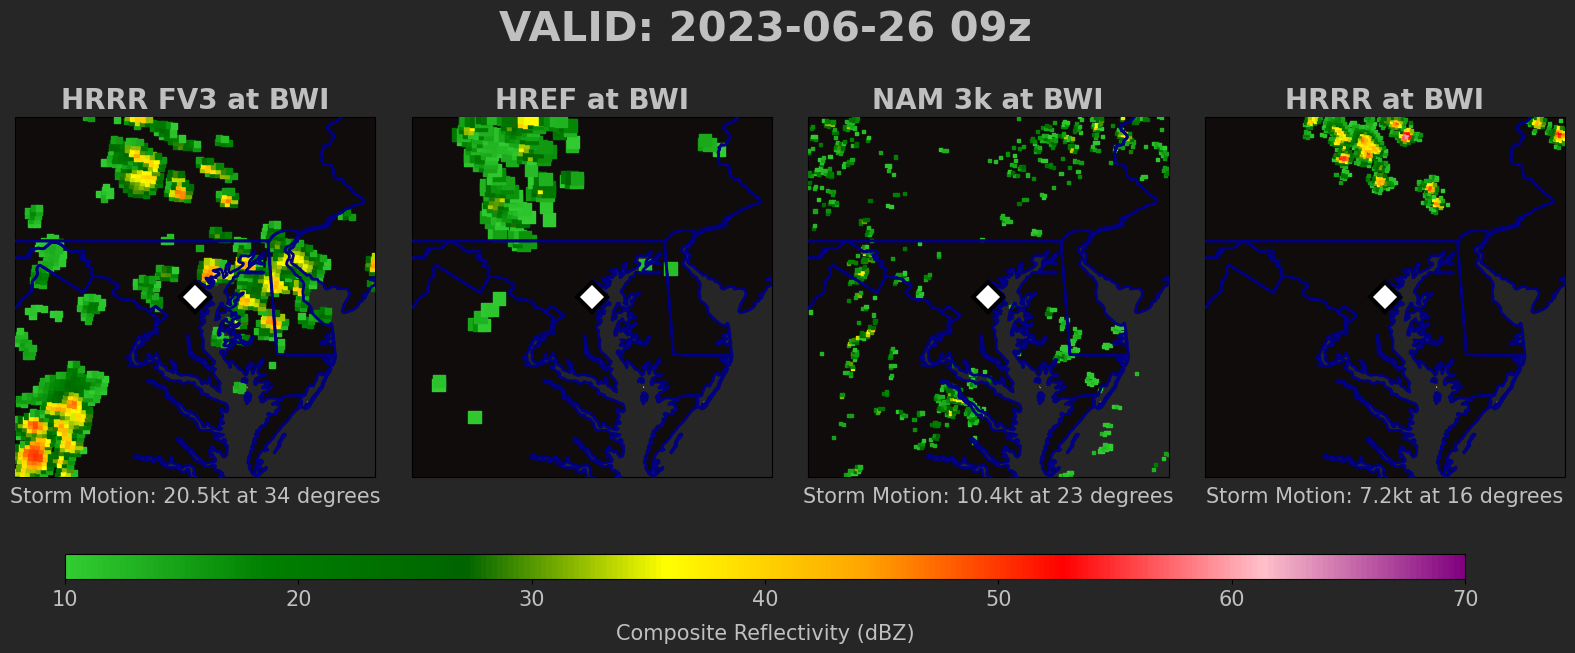 VALID: 2023-06-26 09z
HRRR FV3 at BWI
HREF at BWI
NAM 3k at BWI
HRRR at BWI
Storm Motion: 20.5kt at 34 degrees
Storm Motion: 10.4kt at 23 degrees
Storm Motion: 7.2kt at 16 degrees
10 20 30 40 50 60 70
Composite Reflectivity (dBZ)